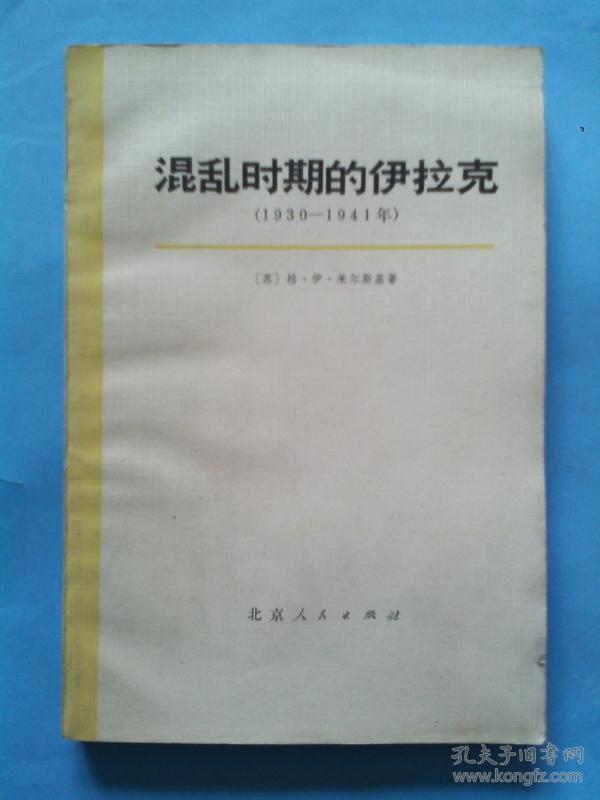 混乱时期的伊拉克
(1930—1941年)
〔苏〕格·伊·米尔斯基著
北京人民出版社
孔夫子旧书网
www.kongfz.com